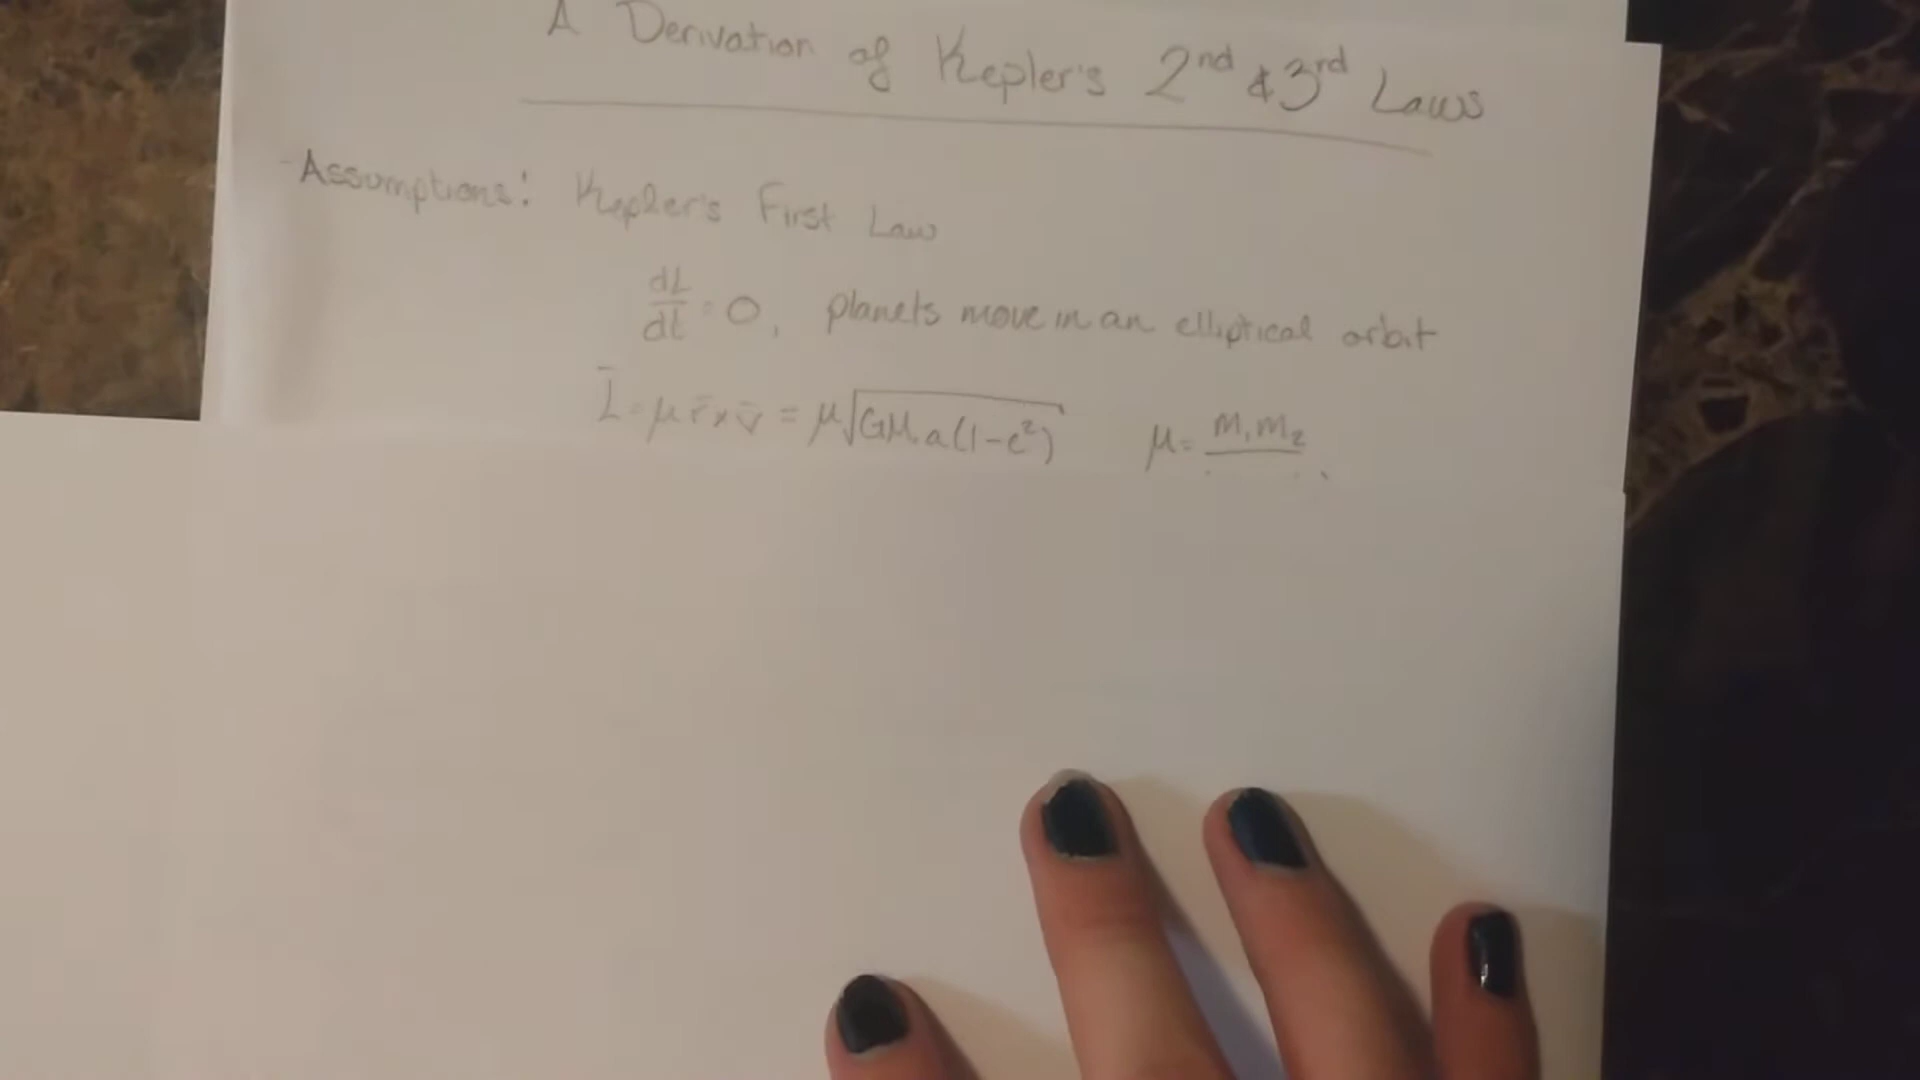 A Derivation of Kepler's 2nd & 3rd Laws
-Assumptions: Kepler's First Law
dL/dt = 0, planets move in an elliptical orbit
L̄ = μ r̄ × v̄ = μ√(GM a(1-e²)) μ = m₁m₂